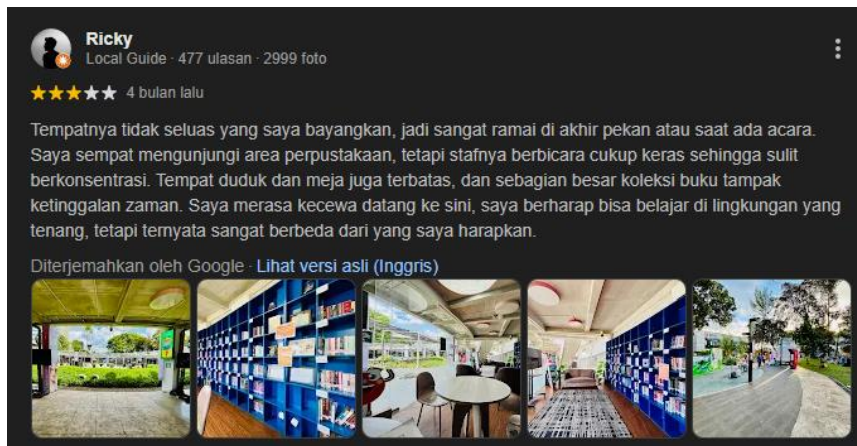 Ricky
Local Guide · 477 ulasan · 2999 foto
4 bulan lalu
Tempatnya tidak seluas yang saya bayangkan, jadi sangat ramai di akhir pekan atau saat ada acara.
Saya sempat mengunjungi area perpustakaan, tetapi stafnya berbicara cukup keras sehingga sulit
berkonsentrasi. Tempat duduk dan meja juga terbatas, dan sebagian besar koleksi buku tampak
ketinggalan zaman. Saya merasa kecewa datang ke sini, saya berharap bisa belajar di lingkungan yang
tenang, tetapi ternyata sangat berbeda dari yang saya harapkan.
Diterjemahkan oleh Google · Lihat versi asli (Inggris)